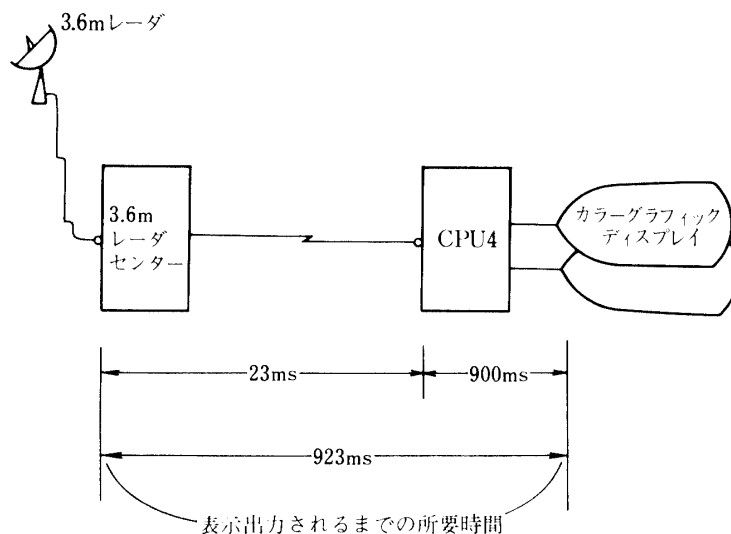 3.6mレーダ
3.6m
レーダ
センター
CPU4
カラーグラフィック
ディスプレイ
23ms
900ms
923ms
表示出力されるまでの所要時間